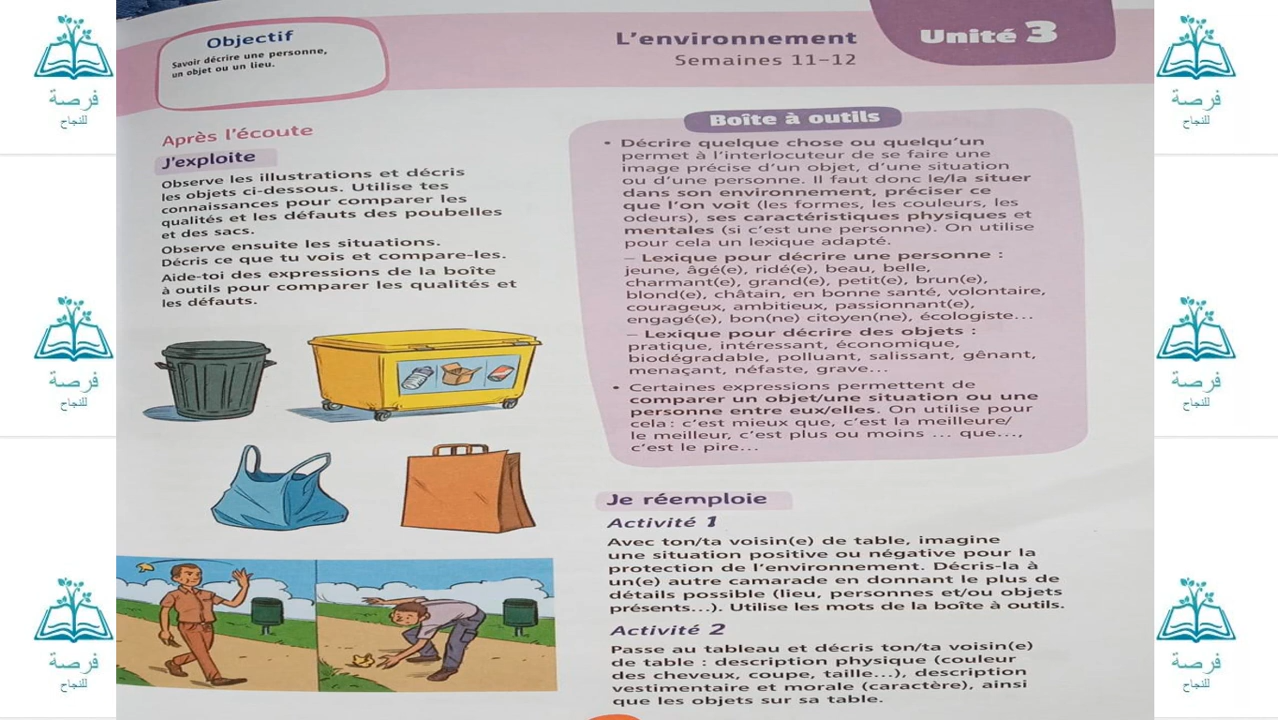 Objectif
Savoir décrire une personne,
un objet ou un lieu.
L'environnement
Semaines 11–12
Unité 3
Après l'écoute
J'exploite
Observe les illustrations et décris
les objets ci-dessous. Utilise tes
connaissances pour comparer les
qualités et les défauts des poubelles
et des sacs.
Observe ensuite les situations.
Décris ce que tu vois et compare-les.
Aide-toi des expressions de la boîte
à outils pour comparer les qualités et
les défauts.
Boîte à outils
• Décrire quelque chose ou quelqu'un
permet à l'interlocuteur de se faire une
image précise d'un objet, d'une situation
ou d'une personne. Il faut donc le/la situer
dans son environnement, préciser ce
que l'on voit (les formes, les couleurs, les
odeurs), ses caractéristiques physiques et
mentales (si c'est une personne). On utilise
pour cela un lexique adapté.
– Lexique pour décrire une personne :
jeune, âgé(e), ridé(e), beau, belle,
charmant(e), grand(e), petit(e), brun(e),
blond(e), châtain, en bonne santé, volontaire,
courageux, ambitieux, passionnant(e),
engagé(e), bon(ne) citoyen(ne), écologiste...
– Lexique pour décrire des objets :
pratique, intéressant, économique,
biodégradable, polluant, salissant, gênant,
menaçant, néfaste, grave...
• Certaines expressions permettent de
comparer un objet/une situation ou une
personne entre eux/elles. On utilise pour
cela : c'est mieux que, c'est la meilleure/
le meilleur, c'est plus ou moins ... que...,
c'est le pire...
Je réemploie
Activité 1
Avec ton/ta voisin(e) de table, imagine
une situation positive ou négative pour la
protection de l'environnement. Décris-la à
un(e) autre camarade en donnant le plus de
détails possible (lieu, personnes et/ou objets
présents...). Utilise les mots de la boîte à outils.
Activité 2
Passe au tableau et décris ton/ta voisin(e)
de table : description physique (couleur
des cheveux, coupe, taille...), description
vestimentaire et morale (caractère), ainsi
que les objets sur sa table.
فرصة
للنجاح
فرصة
للنجاح
فرصة
للنجاح
فرصة
للنجاح
فرصة
للنجاح
فرصة
للنجاح